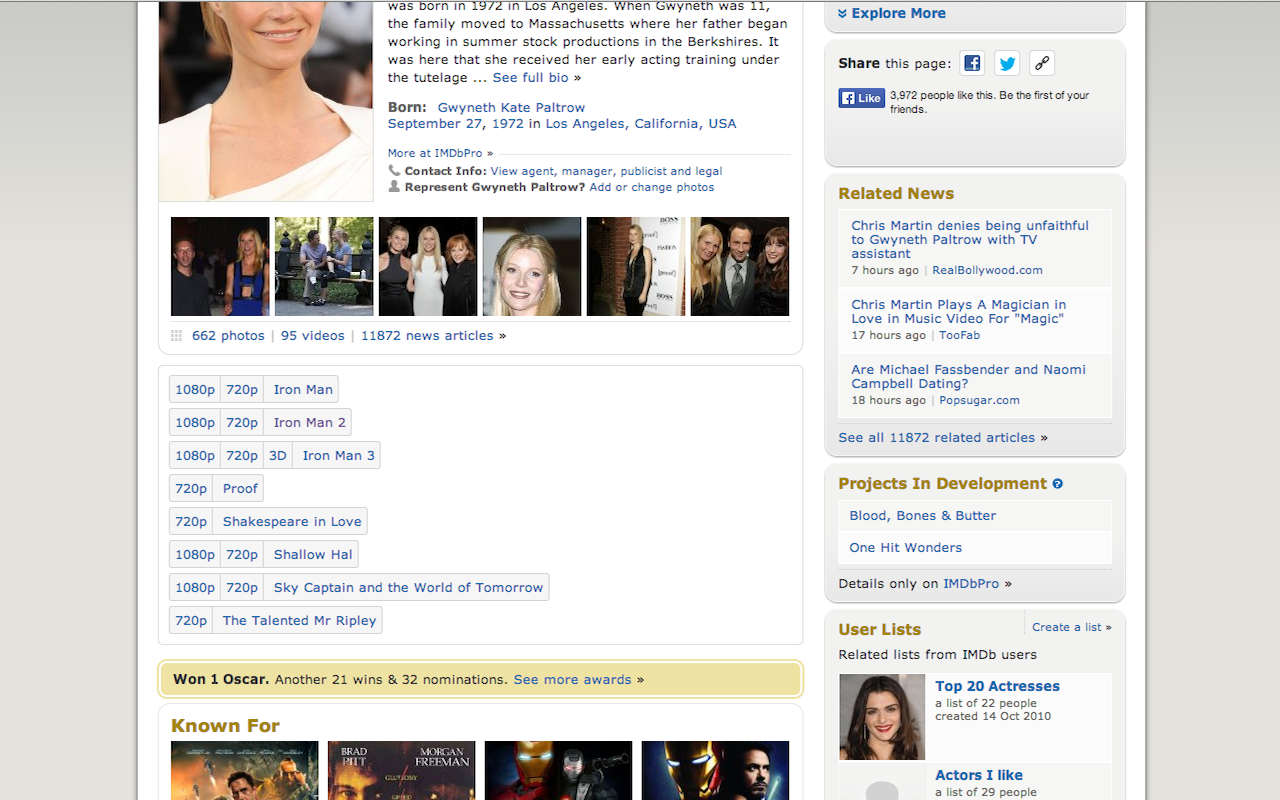 was born in 1972 in Los Angeles. When Gwyneth was 11,
the family moved to Massachusetts where her father began
working in summer stock productions in the Berkshires. It
was here that she received her early acting training under
the tutelage ... See full bio »
Born: Gwyneth Kate Paltrow
September 27, 1972 in Los Angeles, California, USA
More at IMDbPro »
Contact Info: View agent, manager, publicist and legal
Represent Gwyneth Paltrow? Add or change photos
BOSS
[proof]
FASHION
662 photos | 95 videos | 11872 news articles »
1080p 720p Iron Man
1080p 720p Iron Man 2
1080p 720p 3D Iron Man 3
720p Proof
720p Shakespeare in Love
1080p 720p Shallow Hal
1080p 720p Sky Captain and the World of Tomorrow
720p The Talented Mr Ripley
Won 1 Oscar. Another 21 wins & 32 nominations. See more awards »
Known For
BRAD PITT
MORGAN FREEMAN
GLUTTONY
GREED
Explore More
Share this page:
Like 3,972 people like this. Be the first of your
friends.
Related News
Chris Martin denies being unfaithful
to Gwyneth Paltrow with TV
assistant
7 hours ago | RealBollywood.com
Chris Martin Plays A Magician in
Love in Music Video For "Magic"
17 hours ago | TooFab
Are Michael Fassbender and Naomi
Campbell Dating?
18 hours ago | Popsugar.com
See all 11872 related articles »
Projects In Development ?
Blood, Bones & Butter
One Hit Wonders
Details only on IMDbPro »
User Lists
Create a list »
Related lists from IMDb users
Top 20 Actresses
a list of 22 people
created 14 Oct 2010
Actors I like
a list of 29 people